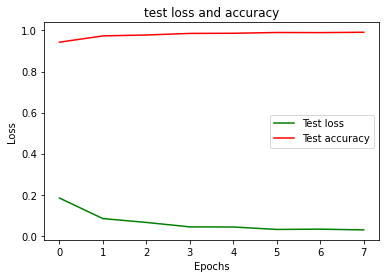 test loss and accuracy
1.0
0.8
0.6
0.4
0.2
0.0
Loss
Test loss
Test accuracy
0 1 2 3 4 5 6 7
Epochs